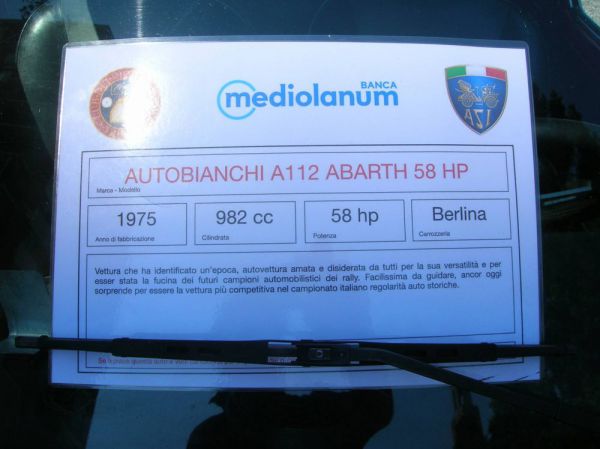 BANCA
mediolanum
ASI
AUTOBIANCHI A112 ABARTH 58 HP
Marca - Modello
1975
Anno di fabbricazione
982 cc
Cilindrata
58 hp
Potenza
Berlina
Carrozzeria
Vettura che ha identificato un'epoca, autovettura amata e disiderata da tutti per la sua versatilità e per
esser stata la fucina dei futuri campioni automobilistici dei rally. Facilissima da guidare, ancor oggi
sorprende per essere la vettura più competitiva nel campionato italiano regolarità auto storiche.